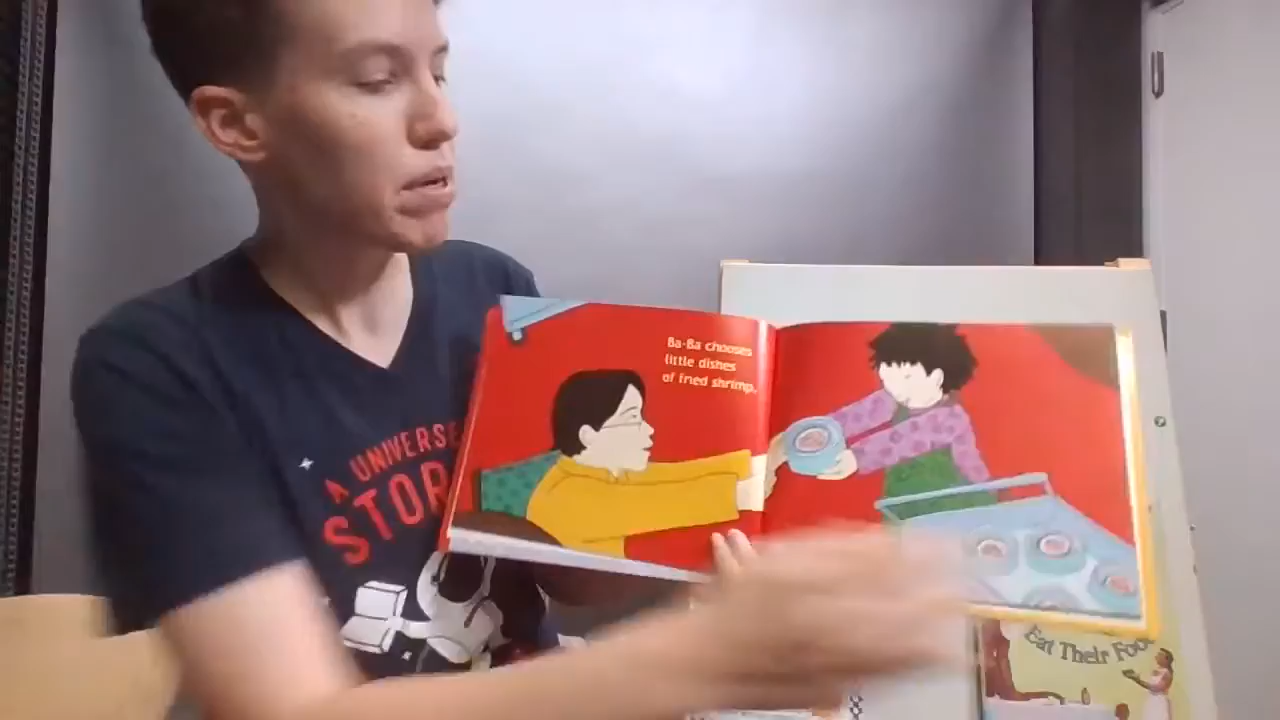 Ba-Ba chooses
little dishes
of fried shrimp.
A UNIVERSE
STOR
Eat Their Foo